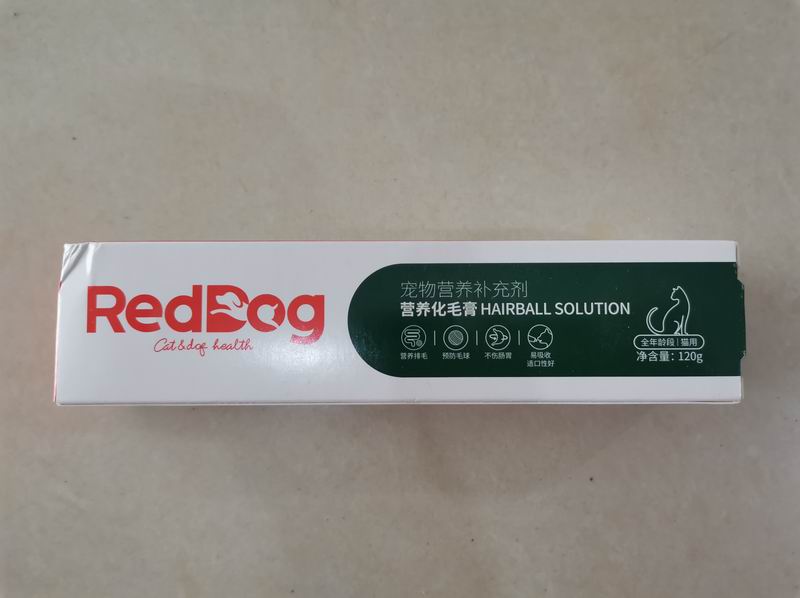 RedDog
Cat & dog health
宠物营养补充剂
营养化毛膏 HAIRBALL SOLUTION
营养排毛
预防毛球
不伤肠胃
易吸收
适口性好
全年龄段 | 猫用
净含量：120g